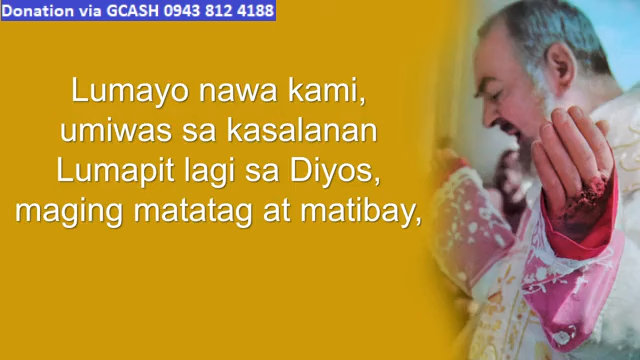 Donation via GCASH 0943 812 4188
Lumayo nawa kami,
umiwas sa kasalanan
Lumapit lagi sa Diyos,
maging matatag at matibay,